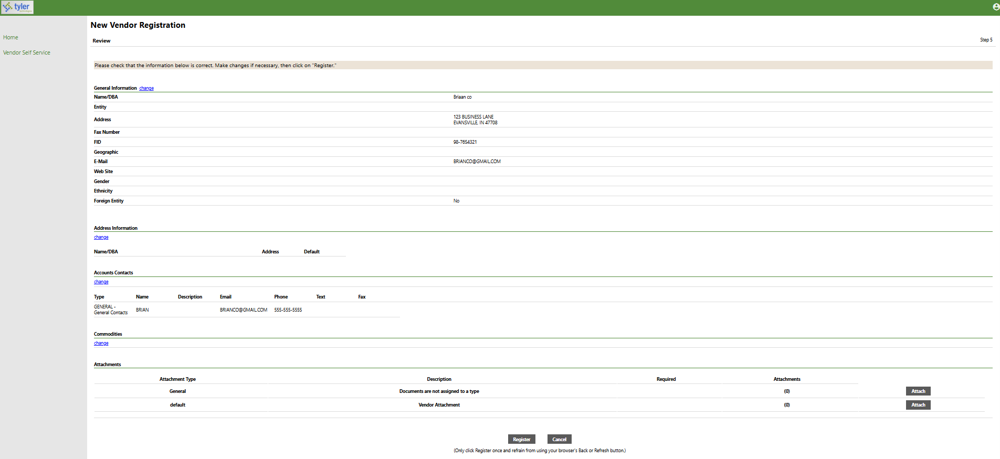 tyler
technologies
Home
Vendor Self Service
New Vendor Registration
Review
Step 5
Please check that the information below is correct. Make changes if necessary, then click on "Register."
General Information change
Name/DBA Briaan co
Entity
Address 123 BUSINESS LANE
EVANSVILLE, IN 47708
Fax Number
FID 98-7654321
Geographic
E-Mail BRIANCO@GMAIL.COM
Web Site
Gender
Ethnicity
Foreign Entity No
Address Information
change
Name/DBA Address Default
Accounts Contacts
change
Type Name Description Email Phone Text Fax
GENERAL -
General Contacts BRIAN BRIANCO@GMAIL.COM 555-555-5555
Commodities
change
Attachments
Attachment Type Description Required Attachments
General Documents are not assigned to a type (0) Attach
default Vendor Attachment (0) Attach
Register Cancel
(Only click Register once and refrain from using your browser's Back or Refresh button.)